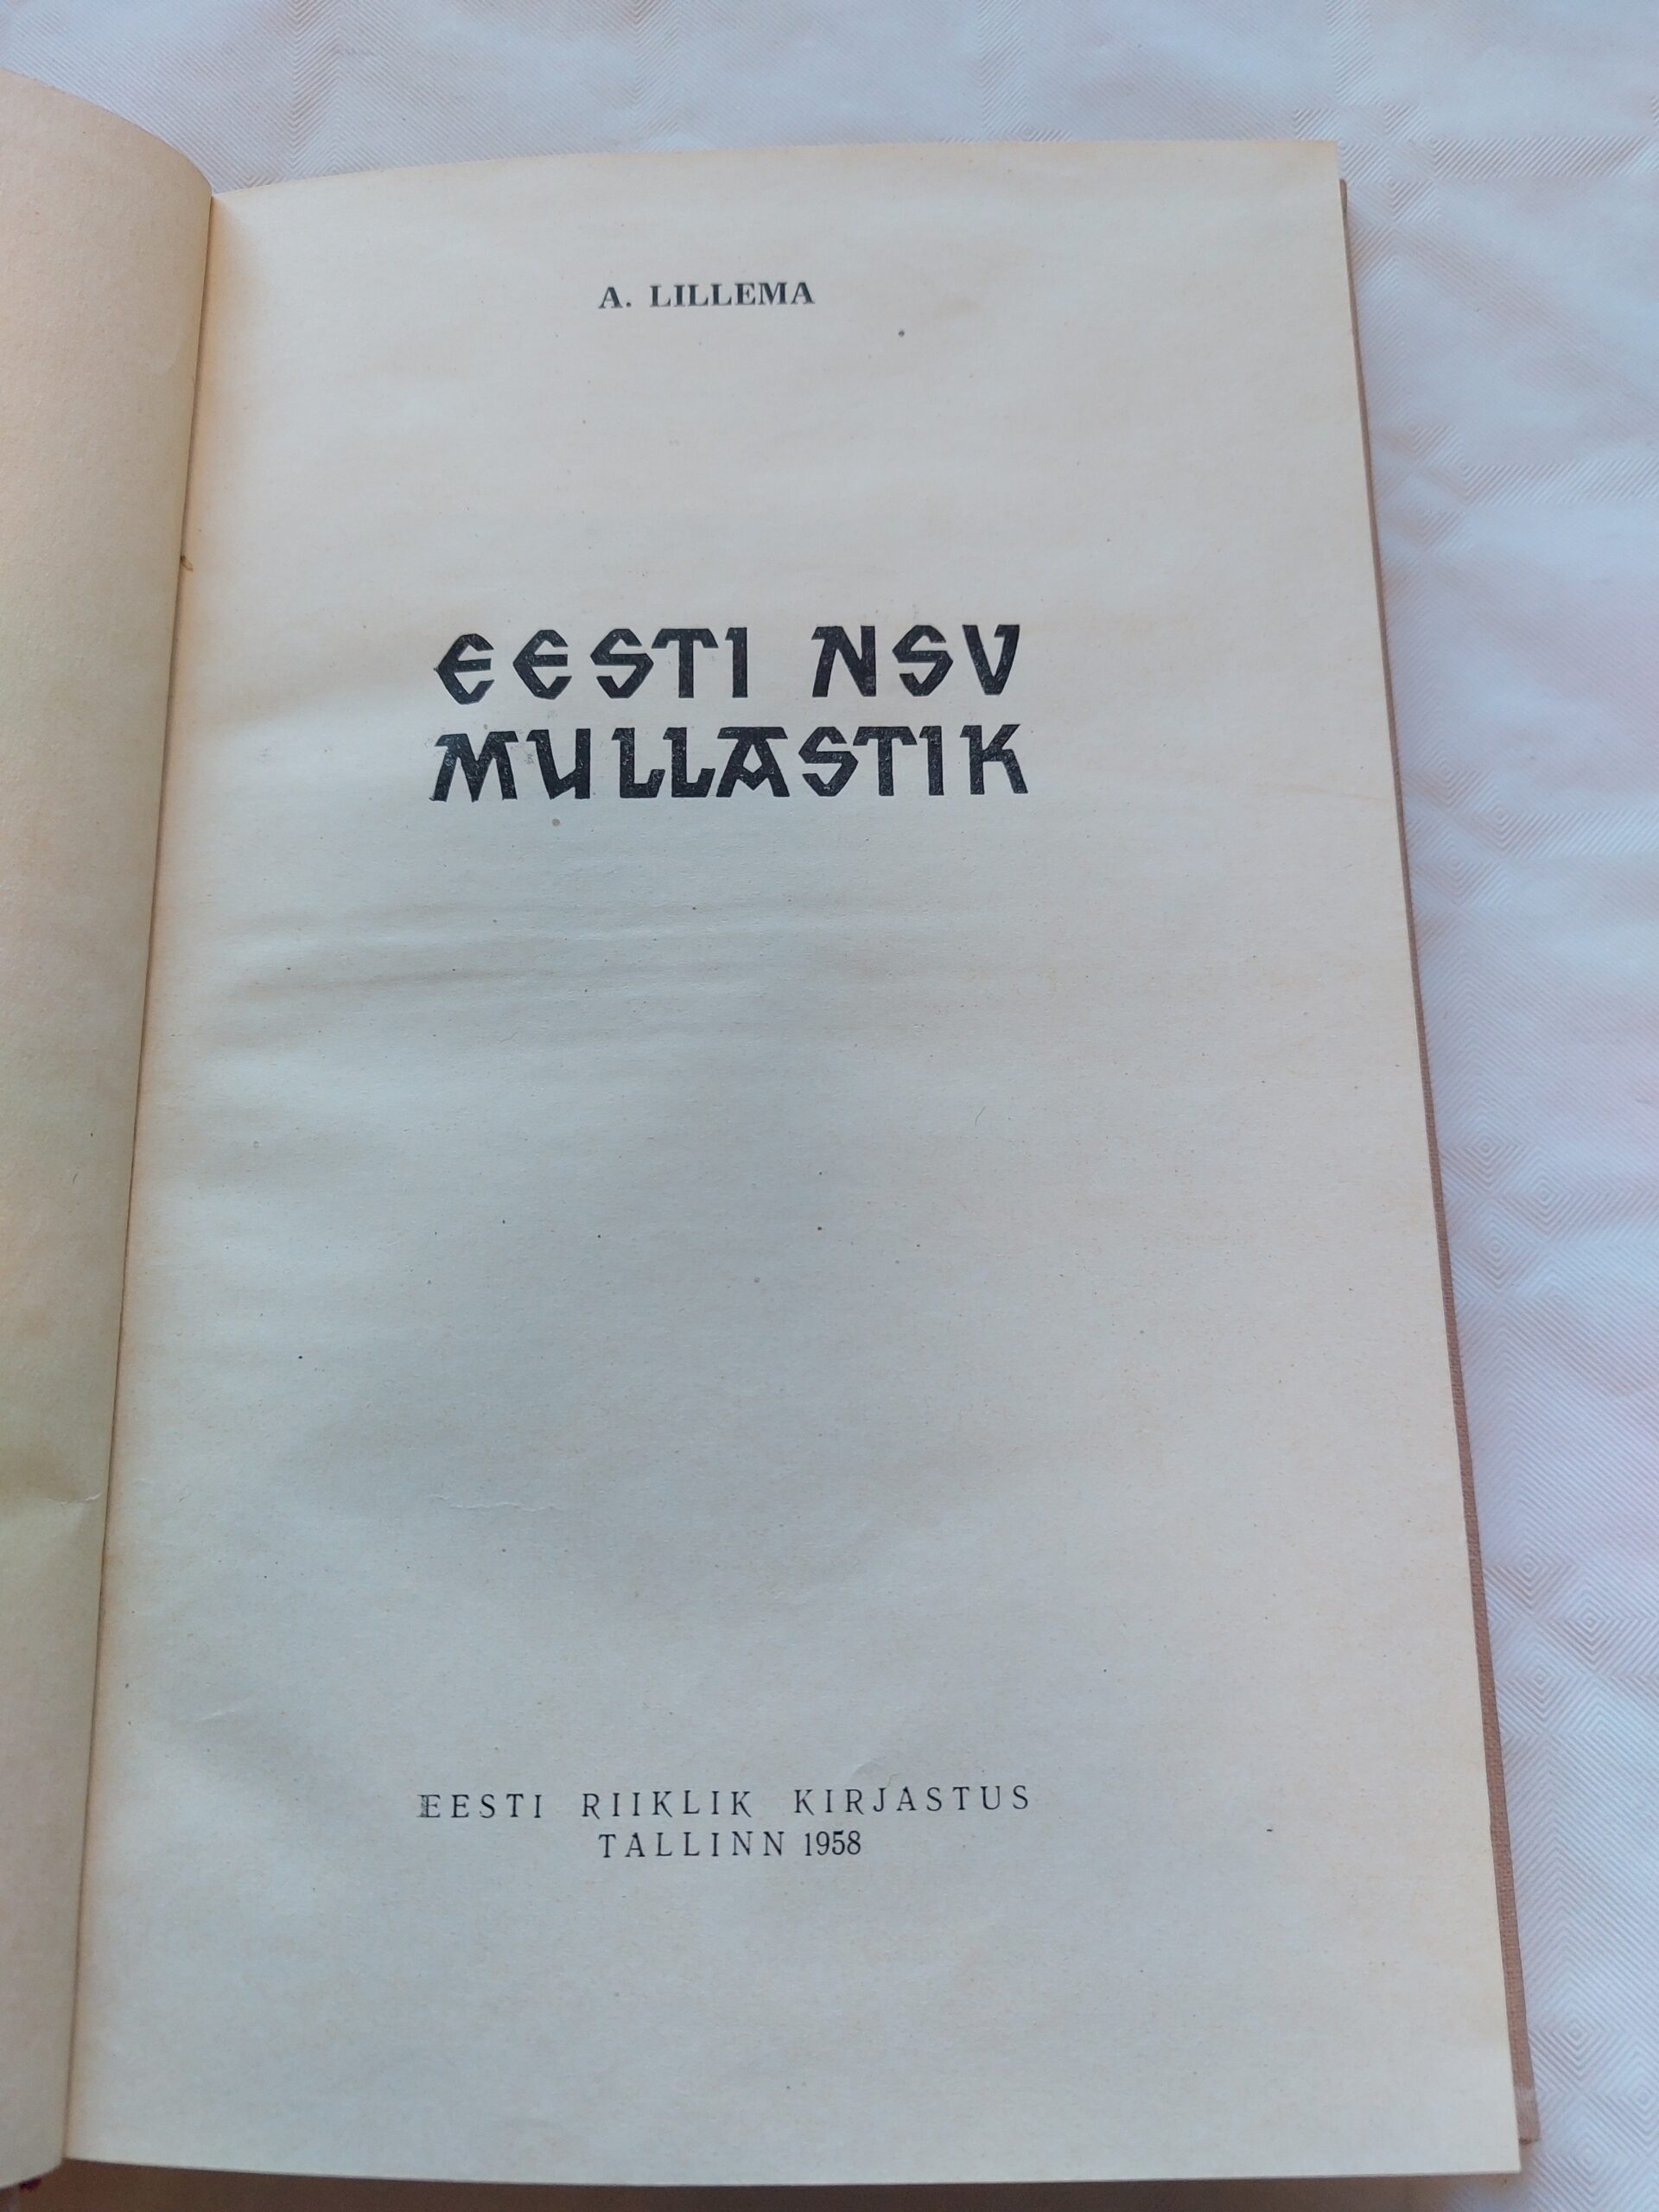 A. LILLEMA
EESTI NSV
MULLASTIK
EESTI RIIKLIK KIRJASTUS
TALLINN 1958